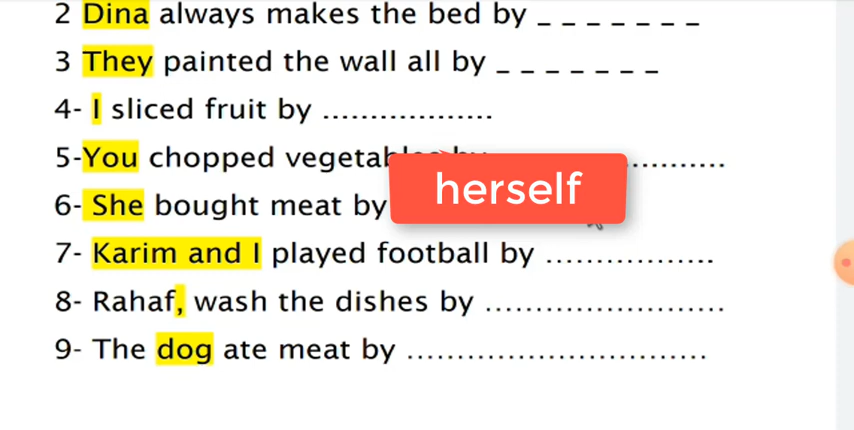 2 Dina always makes the bed by _ _ _ _ _ _ _
3 They painted the wall all by _ _ _ _ _ _ _
4- I sliced fruit by ...................
5-You chopped ............
6- She bought meat by
herself
7- Karim and I played football by .................
8- Rahaf, wash the dishes by ........................
9- The dog ate meat by ..............................